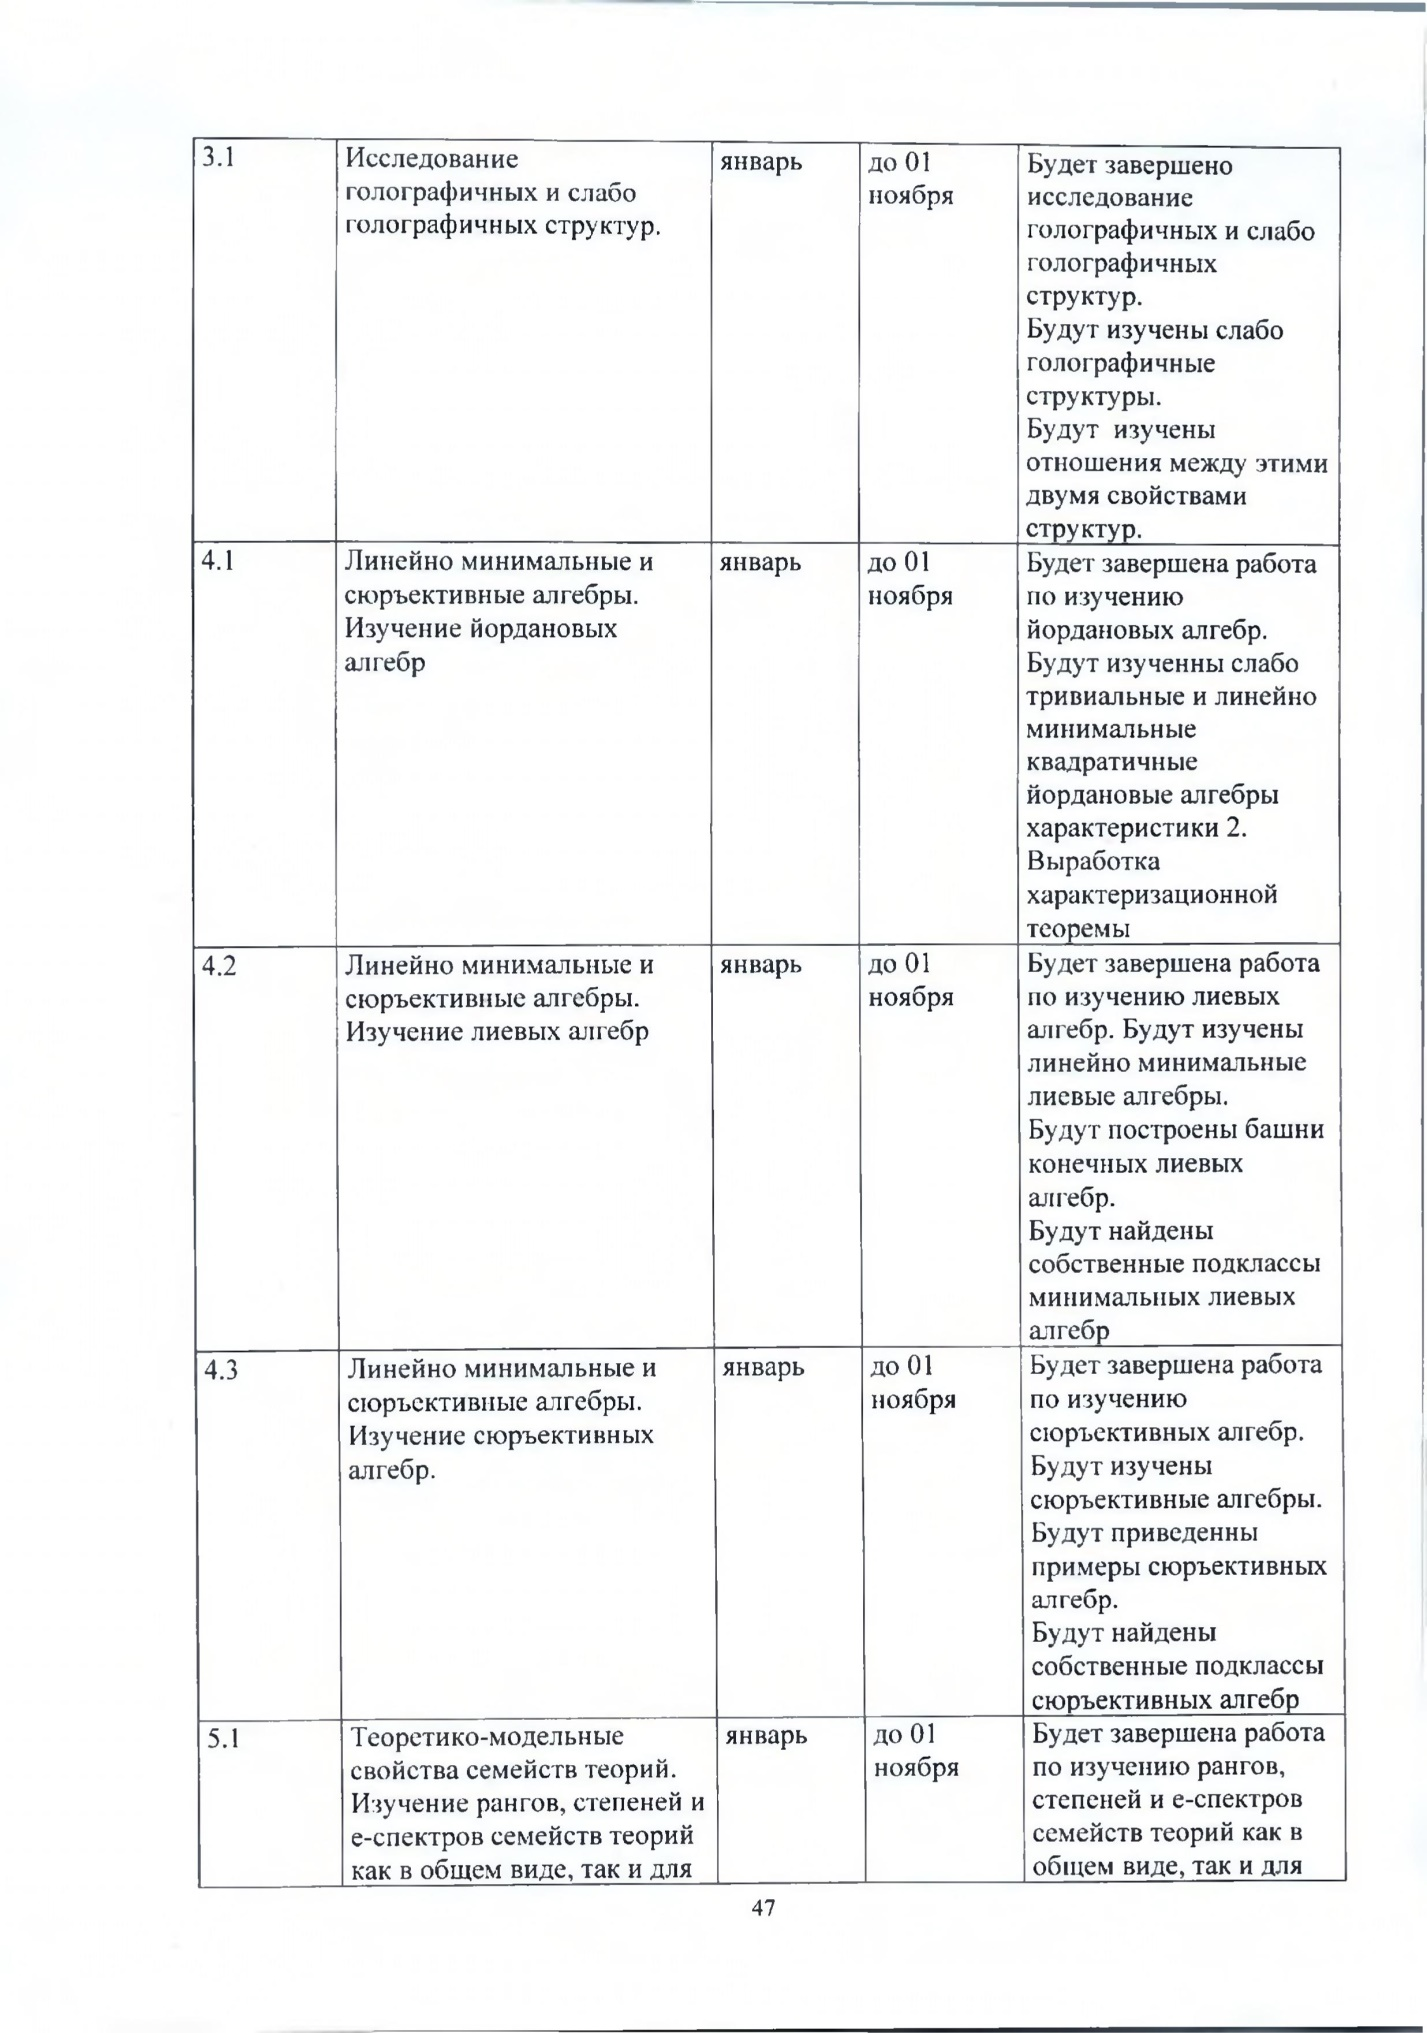 3.1
Исследование
голографичных и слабо
голографичных структур.
январь
до 01
ноября
Будет завершено
исследование
голографичных и слабо
голографичных
структур.
Будут изучены слабо
голографичные
структуры.
Будут изучены
отношения между этими
двумя свойствами
структур.
4.1
Линейно минимальные и
сюръективные алгебры.
Изучение йордановых
алгебр
январь
до 01
ноября
Будет завершена работа
по изучению
йордановых алгебр.
Будут изученны слабо
тривиальные и линейно
минимальные
квадратичные
йордановые алгебры
характеристики 2.
Выработка
характеризационной
теоремы
4.2
Линейно минимальные и
сюръективные алгебры.
Изучение лиевых алгебр
январь
до 01
ноября
Будет завершена работа
по изучению лиевых
алгебр. Будут изучены
линейно минимальные
лиевые алгебры.
Будут построены башни
конечных лиевых
алгебр.
Будут найдены
собственные подклассы
минимальных лиевых
алгебр
4.3
Линейно минимальные и
сюръективные алгебры.
Изучение сюръективных
алгебр.
январь
до 01
ноября
Будет завершена работа
по изучению
сюръективных алгебр.
Будут изучены
сюръективные алгебры.
Будут приведенны
примеры сюръективных
алгебр.
Будут найдены
собственные подклассы
сюръективных алгебр
5.1
Теоретико-модельные
свойства семейств теорий.
Изучение рангов, степеней и
е-спектров семейств теорий
как в общем виде, так и для
январь
до 01
ноября
Будет завершена работа
по изучению рангов,
степеней и е-спектров
семейств теорий как в
общем виде, так и для
47